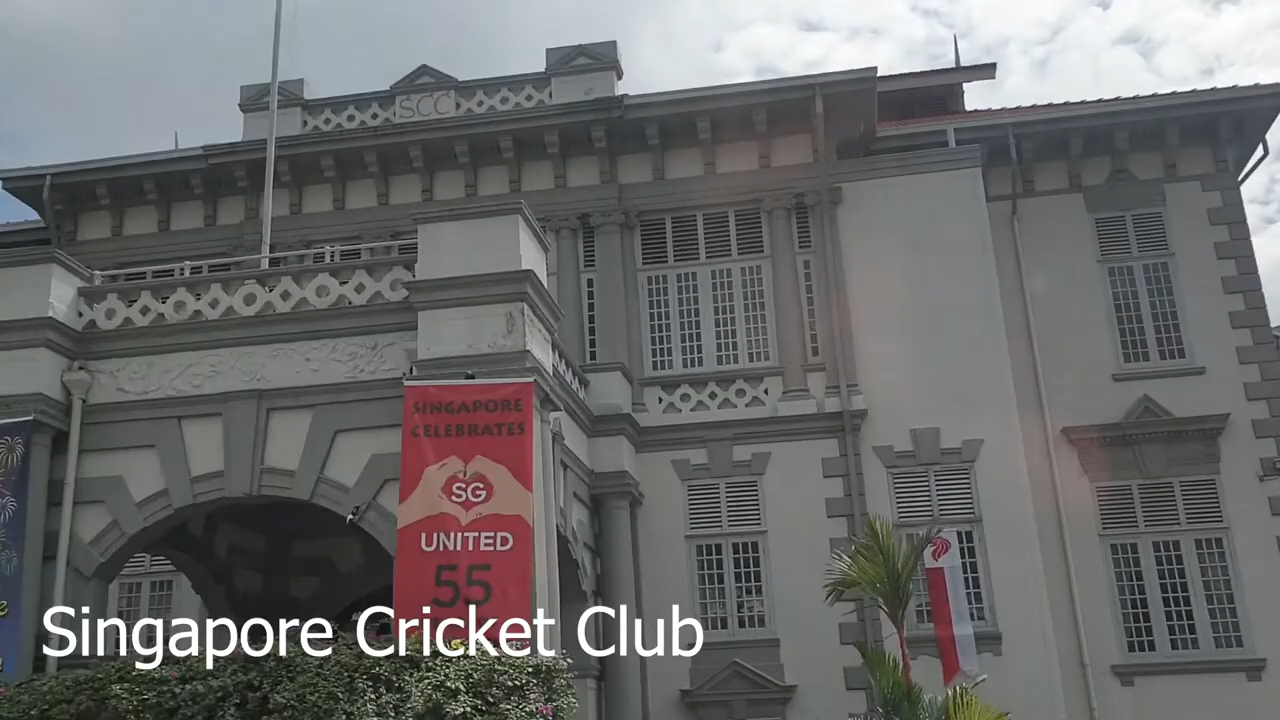 SCC
SINGAPORE
CELEBRATES
SG
UNITED
55
Singapore Cricket Club